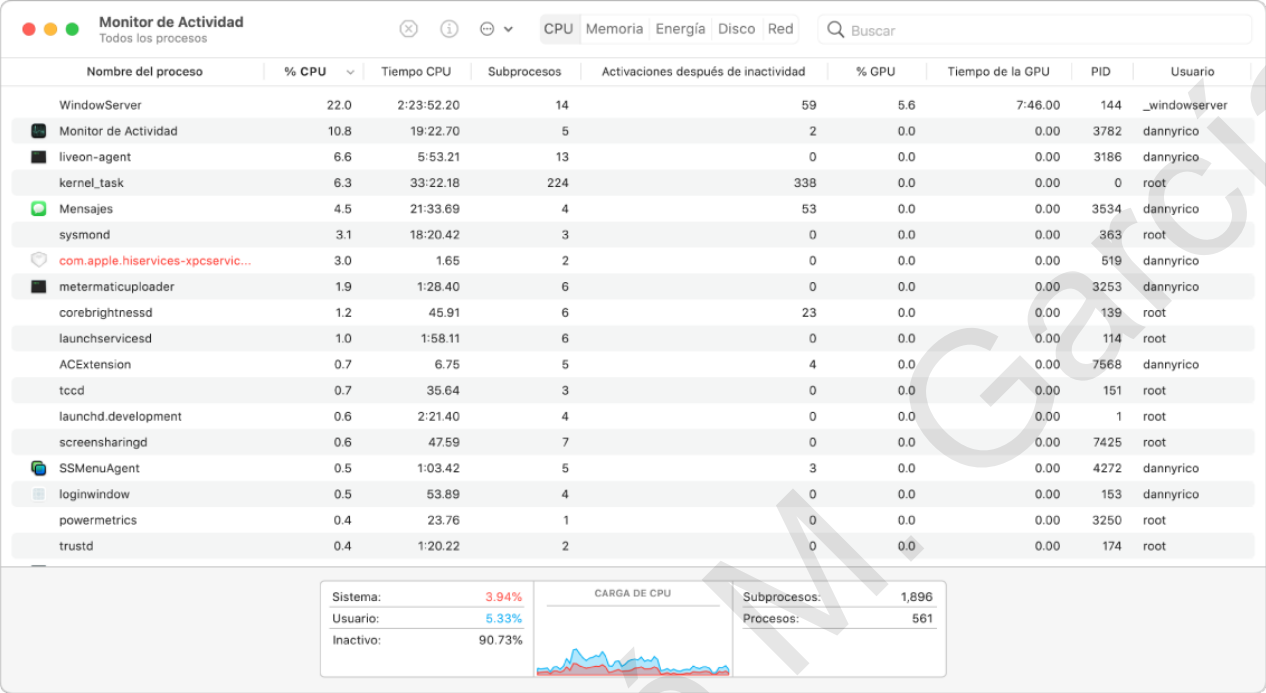 Monitor de Actividad
Todos los procesos
CPU Memoria Energía Disco Red Buscar
Nombre del proceso % CPU Tiempo CPU Subprocesos Activaciones después de inactividad % GPU Tiempo de la GPU PID Usuario
WindowServer 22.0 2:23:52.20 14 59 5.6 7:46.00 144 _windowserver
Monitor de Actividad 10.8 19:22.70 5 2 0.0 0.00 3782 dannyrico
liveon-agent 6.6 5:53.21 13 0 0.0 0.00 3186 dannyrico
kernel_task 6.3 33:22.18 224 338 0.0 0.00 0 root
Mensajes 4.5 21:33.69 4 53 0.0 0.00 3534 dannyrico
sysmond 3.1 18:20.42 3 0 0.0 0.00 363 root
com.apple.hiservices-xpcservic... 3.0 1.65 2 0 0.0 0.00 519 dannyrico
metermaticuploader 1.9 1:28.40 6 0 0.0 0.00 3253 dannyrico
corebrightnessd 1.2 45.91 6 23 0.0 0.00 139 root
launchservicesd 1.0 1:58.11 6 0 0.0 0.00 114 root
ACExtension 0.7 6.75 5 4 0.0 0.00 7568 dannyrico
tccd 0.7 35.64 3 0 0.0 0.00 151 root
launchd.development 0.6 2:21.40 4 0 0.0 0.00 1 root
screensharingd 0.6 47.59 7 0 0.0 0.00 7425 root
SSMenuAgent 0.5 1:03.42 5 3 0.0 0.00 4272 dannyrico
loginwindow 0.5 53.89 4 0 0.0 0.00 153 dannyrico
powermetrics 0.4 23.76 1 0 0.0 0.00 3250 root
trustd 0.4 1:20.22 2 0 0.0 0.00 174 root
Sistema: 3.94%
Usuario: 5.33%
Inactivo: 90.73%
CARGA DE CPU
Subprocesos: 1,896
Procesos: 561
M. García